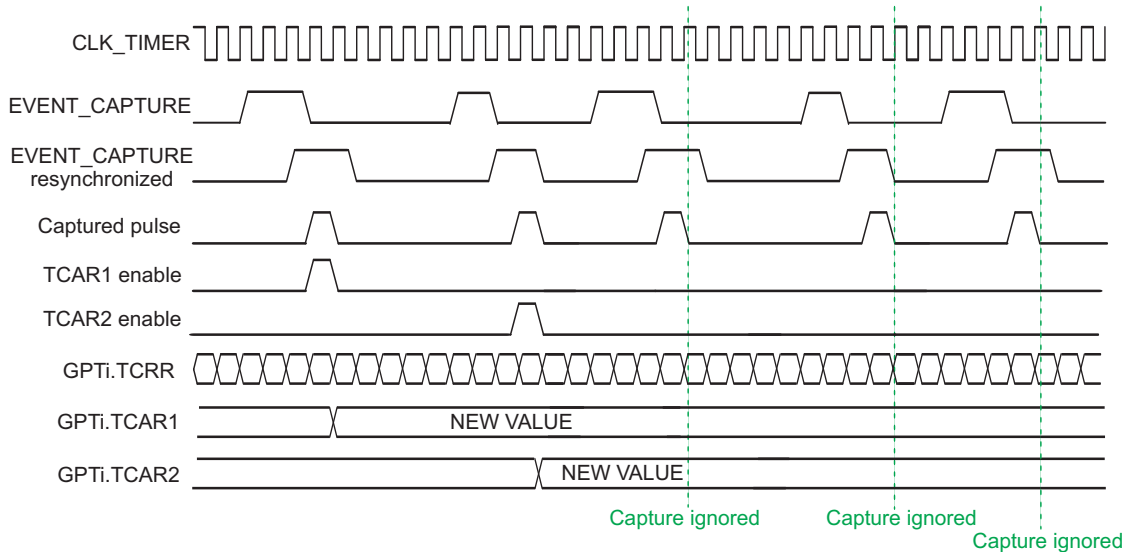 CLK_TIMER
EVENT_CAPTURE
EVENT_CAPTURE
resynchronized
Captured pulse
TCAR1 enable
TCAR2 enable
GPTi.TCRR
GPTi.TCAR1
NEW VALUE
GPTi.TCAR2
NEW VALUE
Capture ignored
Capture ignored
Capture ignored